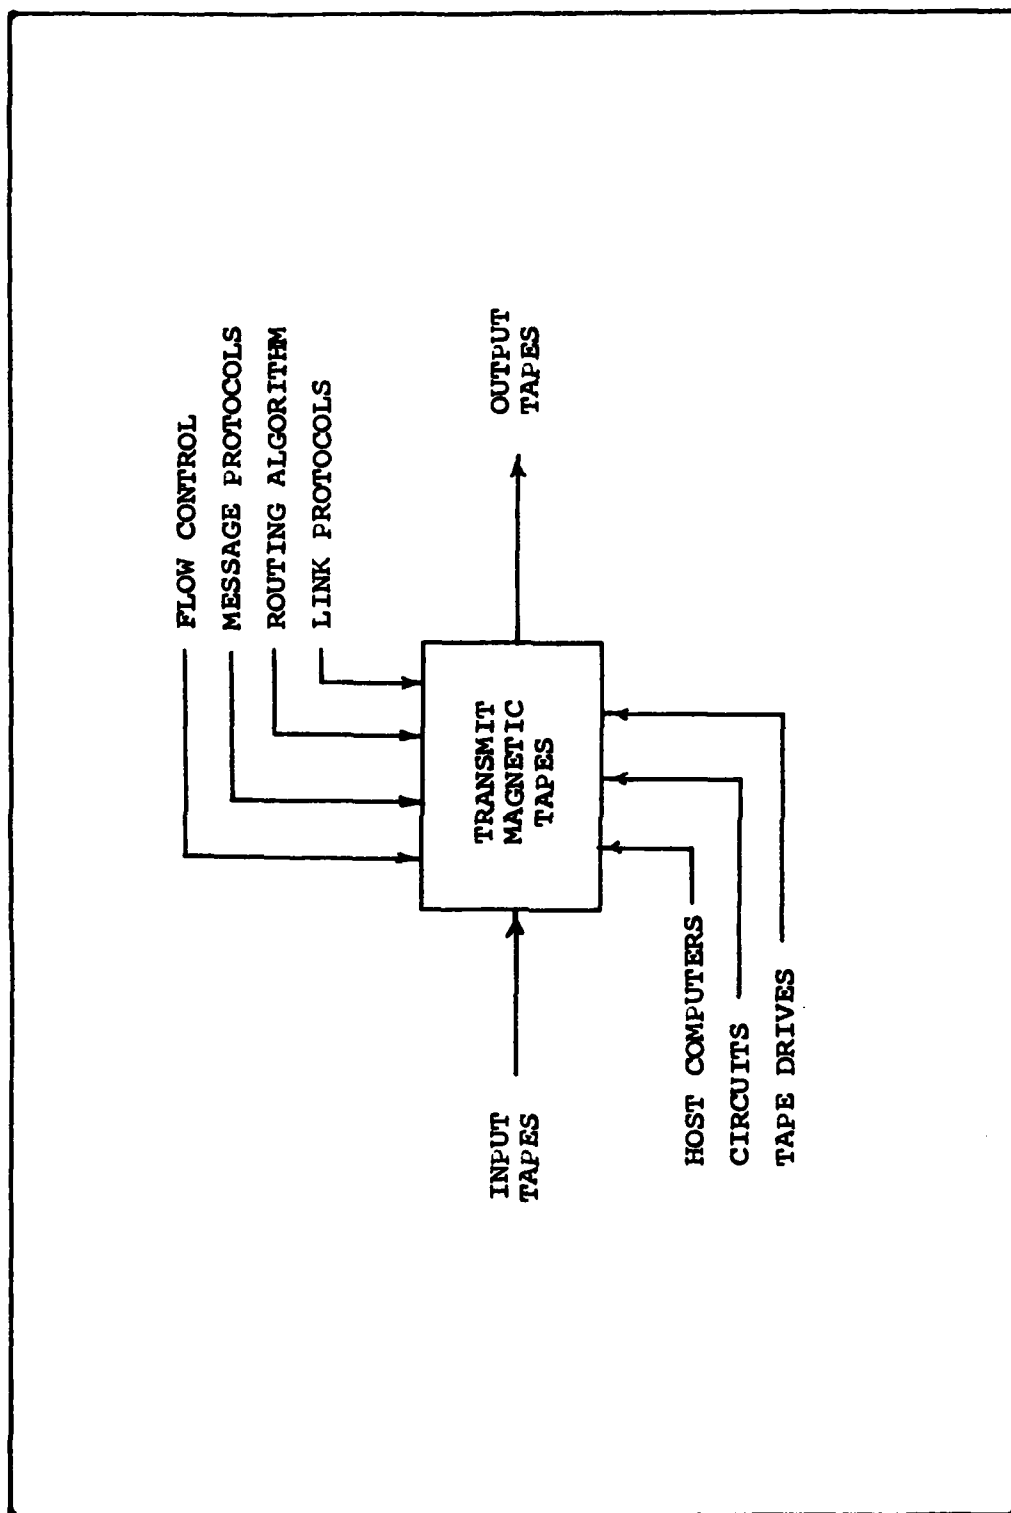 FLOW CONTROL
MESSAGE PROTOCOLS
ROUTING ALGORITHM
LINK PROTOCOLS
INPUT
TAPES
TRANSMIT
MAGNETIC
TAPES
OUTPUT
TAPES
HOST COMPUTERS
CIRCUITS
TAPE DRIVES